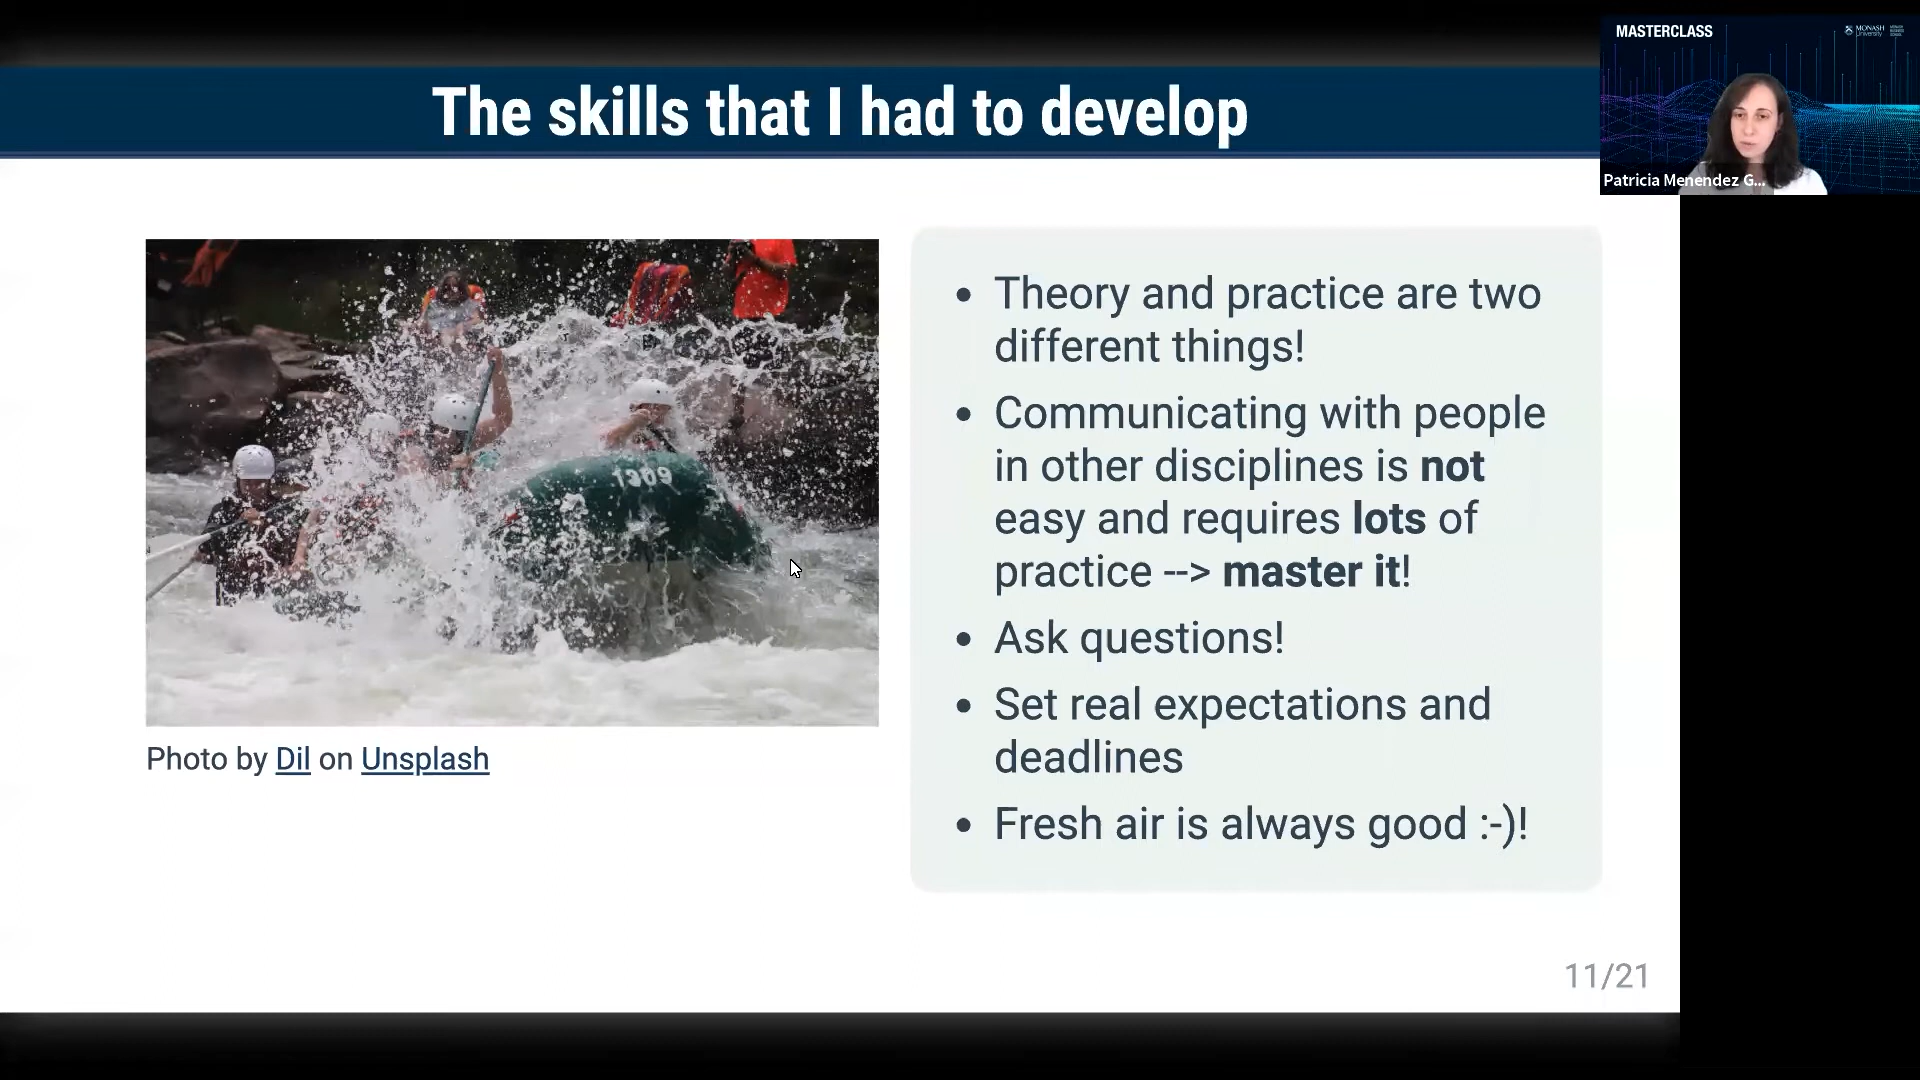 The skills that I had to develop
MASTERCLASS
MONASH
University
Patricia Menendez G...
1309
Photo by Dil on Unsplash
• Theory and practice are two
different things!
• Communicating with people
in other disciplines is not
easy and requires lots of
practice --> master it!
• Ask questions!
• Set real expectations and
deadlines
• Fresh air is always good :-)!
11/21